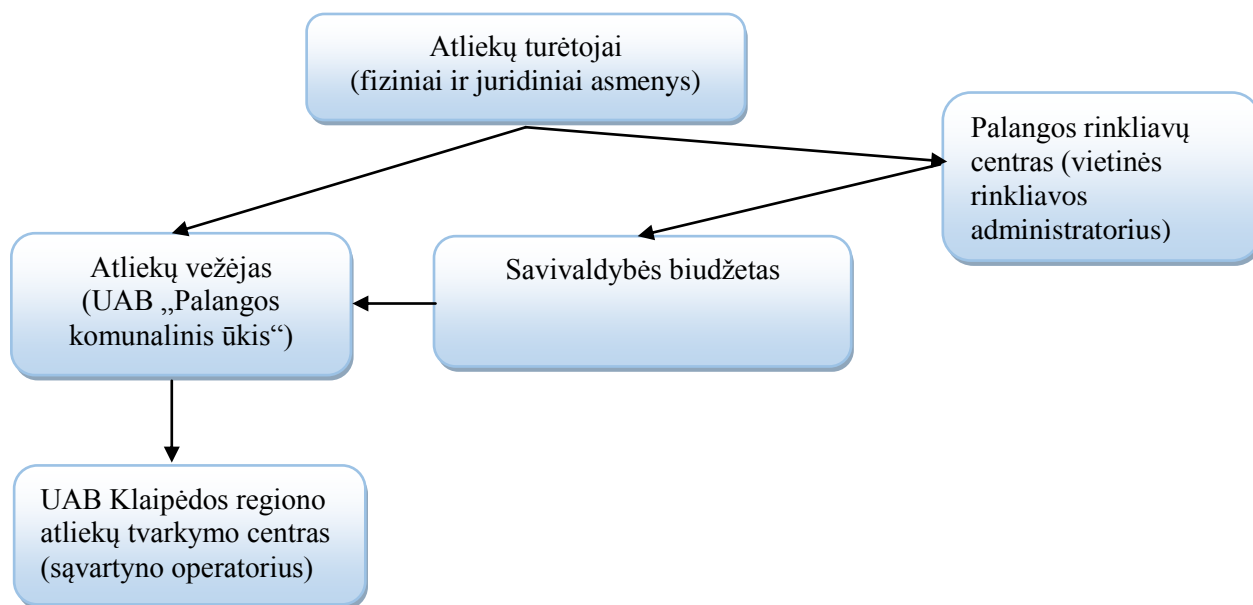 Atliekų turėtojai
(fiziniai ir juridiniai asmenys)
Palangos rinkliavų
centras (vietinės
rinkliavos
administratorius)
Atliekų vežėjas
(UAB „Palangos
komunalinis ūkis“)
Savivaldybės biudžetas
UAB Klaipėdos regiono
atliekų tvarkymo centras
(sąvartyno operatorius)